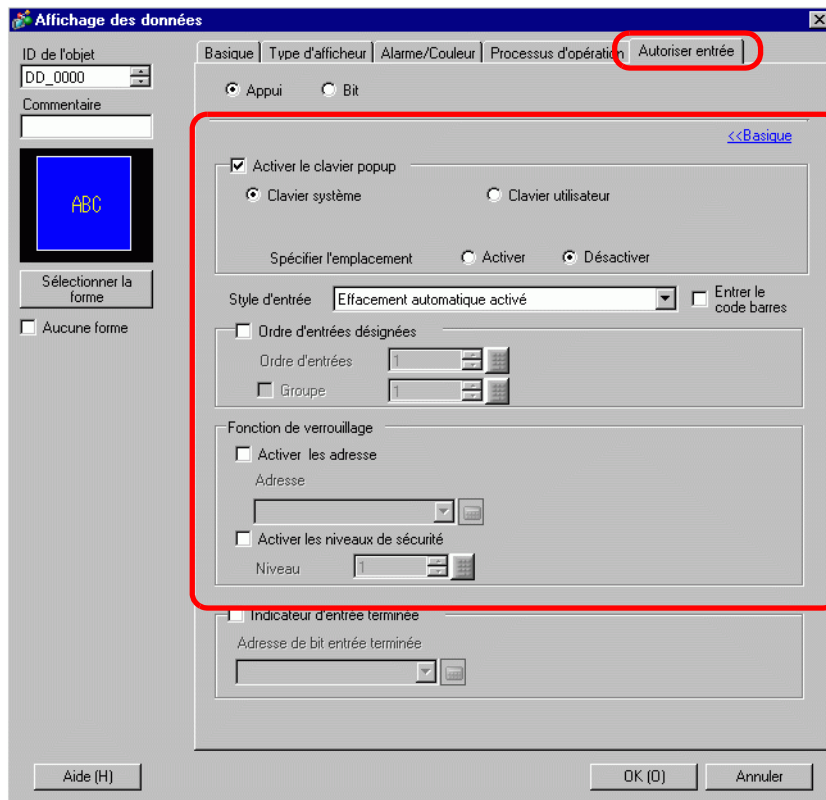 Affichage des données
ID de l'objet
DD_0000
Commentaire
ABC
Sélectionner la
forme
Aucune forme
Basique
Type d'afficheur
Alarme/Couleur
Processus d'opération
Autoriser entrée
Appui
Bit
<<Basique
Activer le clavier popup
Clavier système
Clavier utilisateur
Spécifier l'emplacement
Activer
Désactiver
Style d'entrée
Effacement automatique activé
Entrer le
code barres
Ordre d'entrées désignées
Ordre d'entrées
1
Groupe
1
Fonction de verrouillage
Activer les adresse
Adresse
Activer les niveaux de sécurité
Niveau
1
Indicateur d'entrée terminée
Adresse de bit entrée terminée
Aide (H)
OK (O)
Annuler